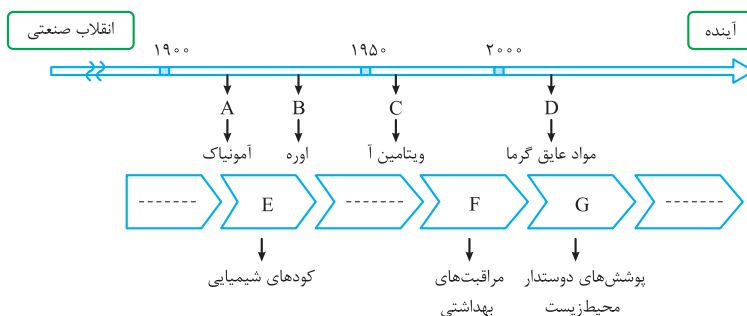 انقلاب صنعتی
آینده
۱۹۰۰ ۱۹۵۰ ۲۰۰۰
A B C D
آمونیاک اوره ویتامین آ مواد عایق گرما
E F G
کودهای شیمیایی مراقبت‌های پوشش‌های دوستدار
بهداشتی محیط‌زیست